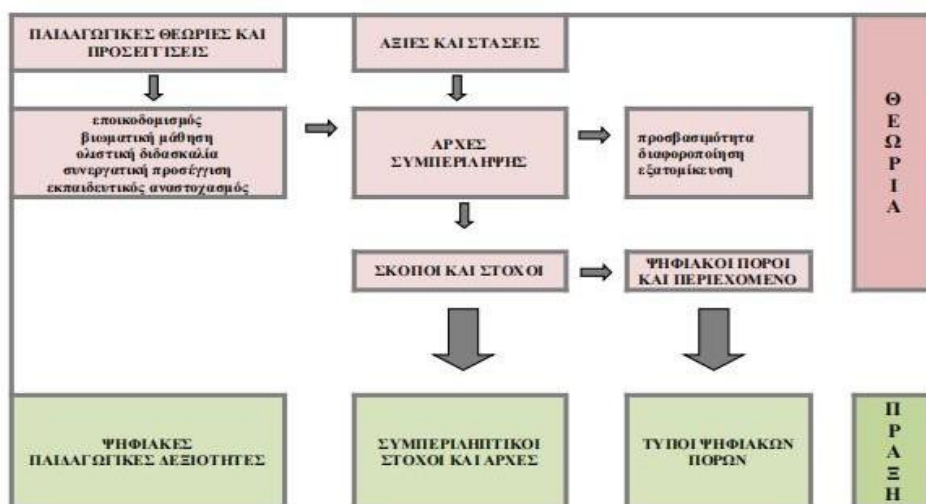 ΠΑΙΔΑΓΩΓΙΚΕΣ ΘΕΩΡΙΕΣ ΚΑΙ
ΠΡΟΣΕΓΓΙΣΕΙΣ
ΑΞΙΕΣ ΚΑΙ ΣΤΑΣΕΙΣ
εποικοδομισμός
βιωματική μάθηση
ολιστική διδασκαλία
συνεργατική προσέγγιση
εκπαιδευτικός αναστοχασμός
ΑΡΧΕΣ
ΣΥΜΠΕΡΙΛΗΨΗΣ
προσβασιμότητα
διαφοροποίηση
εξατομίκευση
ΣΚΟΠΟΙ ΚΑΙ ΣΤΟΧΟΙ
ΨΗΦΙΑΚΟΙ ΠΟΡΟΙ
ΚΑΙ ΠΕΡΙΕΧΟΜΕΝΟ
Θ
Ε
Ω
Ρ
Ι
Α
ΨΗΦΙΑΚΕΣ
ΠΑΙΔΑΓΩΓΙΚΕΣ ΔΕΞΙΟΤΗΤΕΣ
ΣΥΜΠΕΡΙΛΗΠΤΙΚΟΙ
ΣΤΟΧΟΙ ΚΑΙ ΑΡΧΕΣ
ΤΥΠΟΙ ΨΗΦΙΑΚΩΝ
ΠΟΡΩΝ
Π
Ρ
Α
Ξ
Η